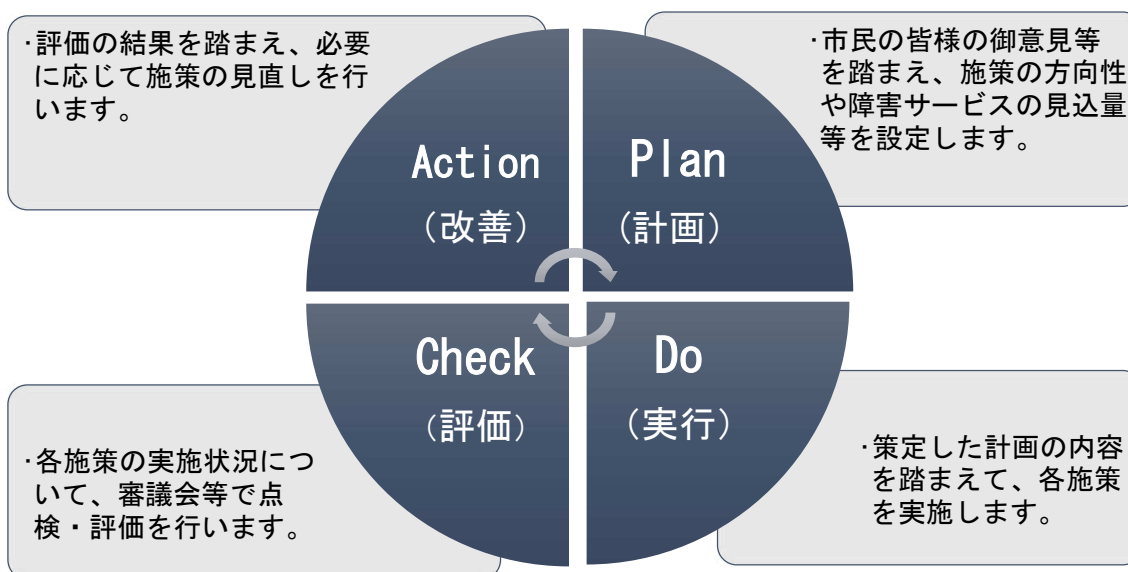 ・評価の結果を踏まえ、必要
に応じて施策の見直しを行
います。
Action
（改善）
・市民の皆様の御意見等
を踏まえ、施策の方向性
や障害サービスの見込量
等を設定します。
Plan
（計画）
Check
（評価）
・各施策の実施状況につ
いて、審議会等で点
検・評価を行います。
Do
（実行）
・策定した計画の内容
を踏まえて、各施策
を実施します。